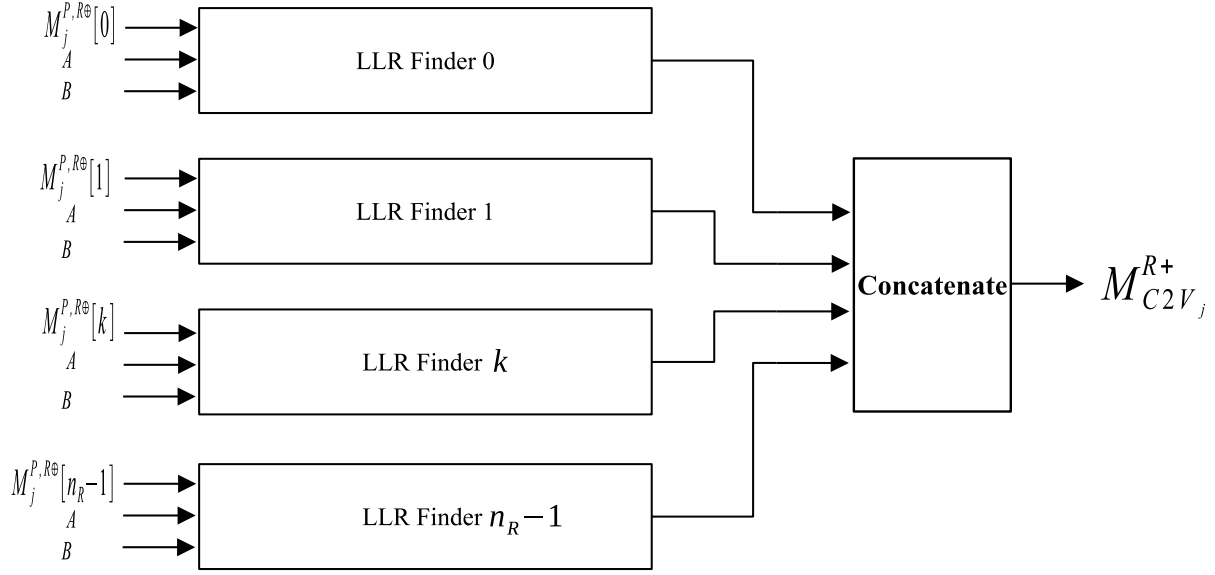 M_j^{P,R⊕}[0]
A
B
LLR Finder 0
M_j^{P,R⊕}[1]
A
B
LLR Finder 1
M_j^{P,R⊕}[k]
A
B
LLR Finder k
M_j^{P,R⊕}[n_R−1]
A
B
LLR Finder n_R−1
Concatenate
M_{C2V_j}^{R+}